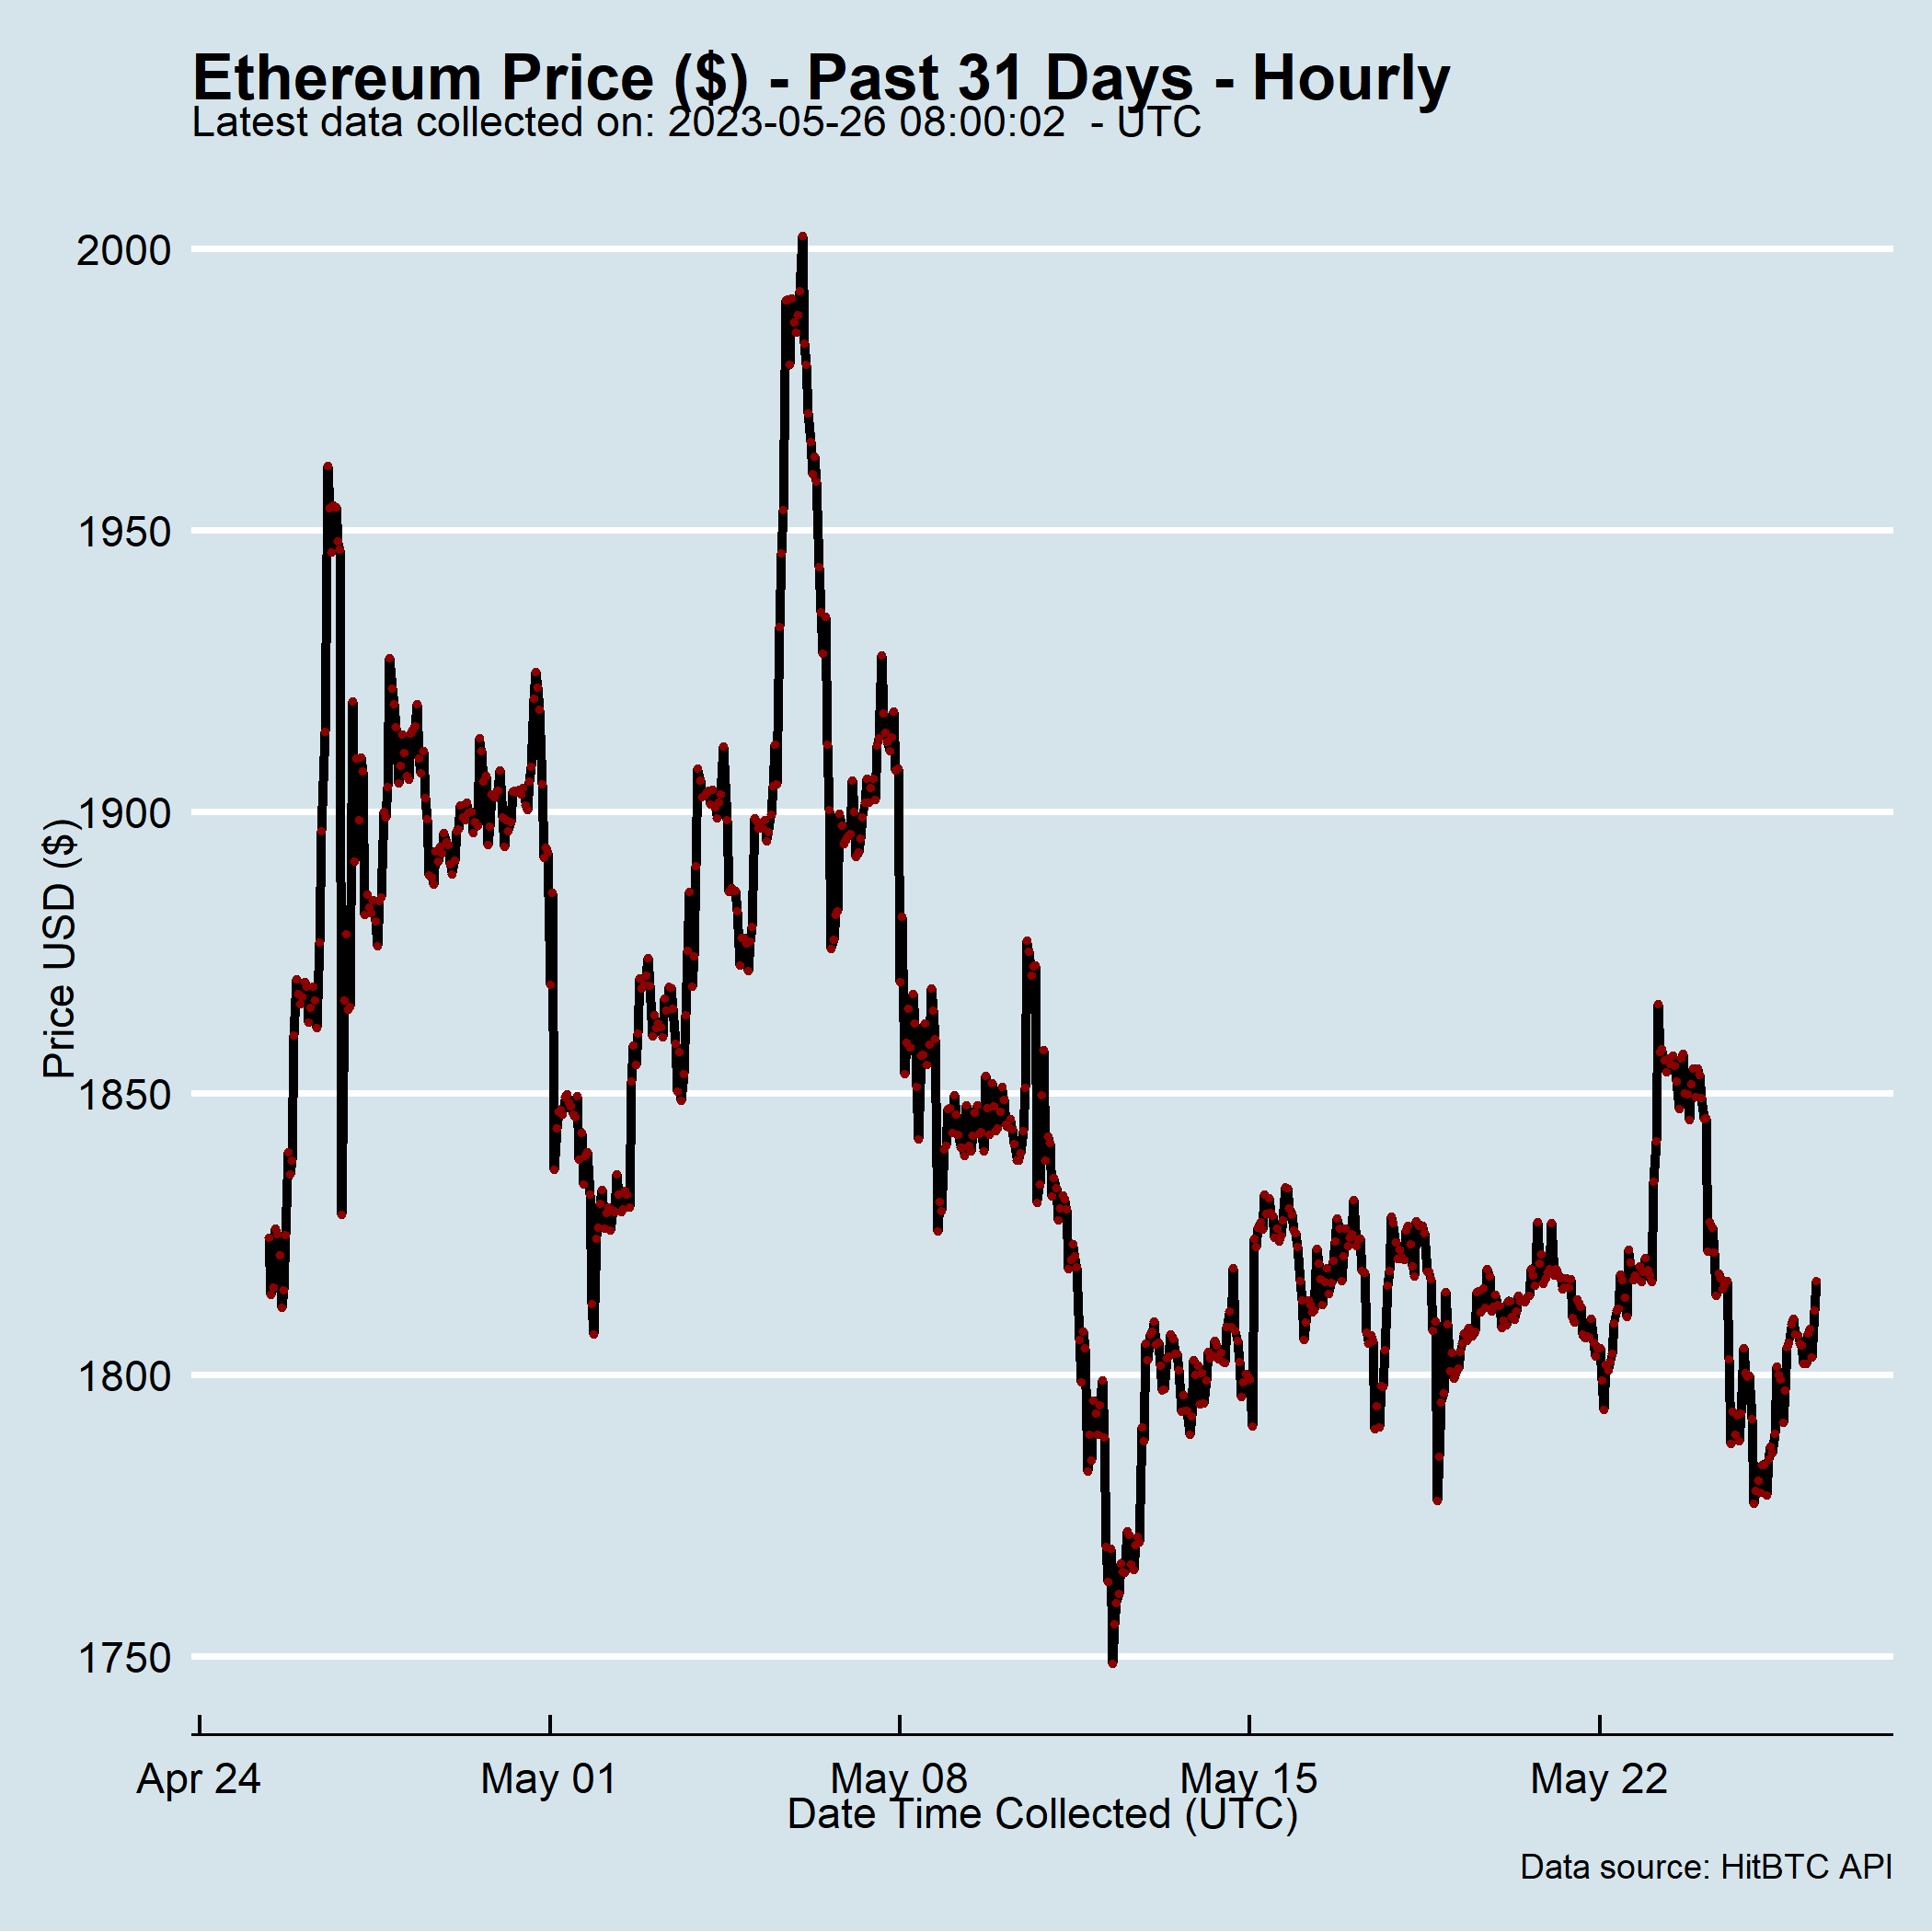 Ethereum Price ($) - Past 31 Days - Hourly
Latest data collected on: 2023-05-26 08:00:02  - UTC
Price USD ($)
2000
1950
1900
1850
1800
1750
Apr 24
May 01
May 08
May 15
May 22
Date Time Collected (UTC)
Data source: HitBTC API